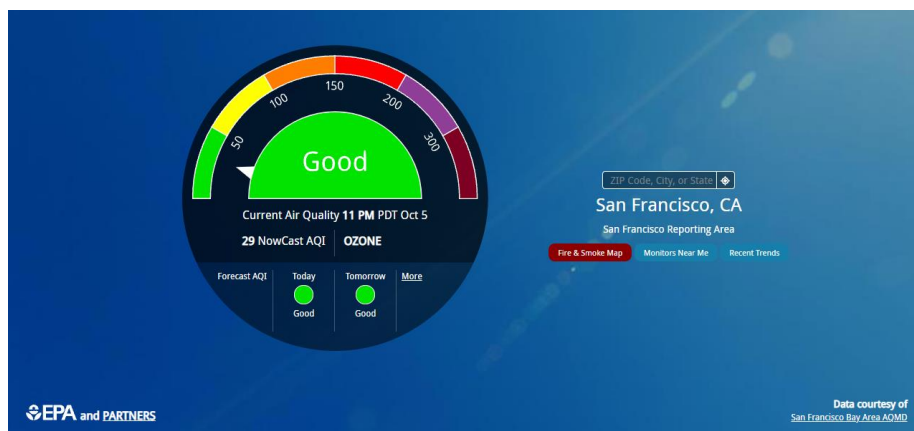 50
100
150
200
300
Good
Current Air Quality 11 PM PDT Oct 5
29 NowCast AQI OZONE
Forecast AQI Today Tomorrow More
Good Good
ZIP Code, City, or State
San Francisco, CA
San Francisco Reporting Area
Fire & Smoke Map Monitors Near Me Recent Trends
EPA and PARTNERS
Data courtesy of
San Francisco Bay Area AQMD